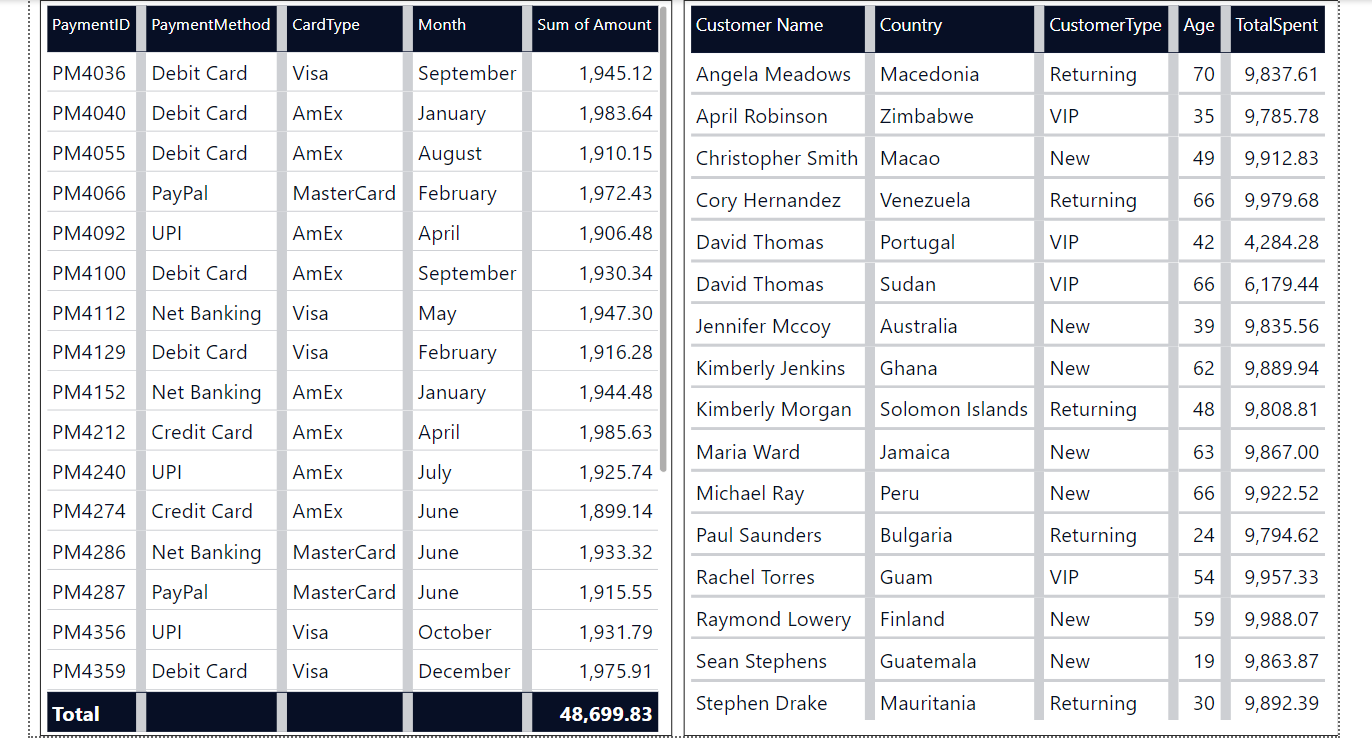 PaymentID PaymentMethod CardType Month Sum of Amount
PM4036 Debit Card Visa September 1,945.12
PM4040 Debit Card AmEx January 1,983.64
PM4055 Debit Card AmEx August 1,910.15
PM4066 PayPal MasterCard February 1,972.43
PM4092 UPI AmEx April 1,906.48
PM4100 Debit Card AmEx September 1,930.34
PM4112 Net Banking Visa May 1,947.30
PM4129 Debit Card Visa February 1,916.28
PM4152 Net Banking AmEx January 1,944.48
PM4212 Credit Card AmEx April 1,985.63
PM4240 UPI AmEx July 1,925.74
PM4274 Credit Card AmEx June 1,899.14
PM4286 Net Banking MasterCard June 1,933.32
PM4287 PayPal MasterCard June 1,915.55
PM4356 UPI Visa October 1,931.79
PM4359 Debit Card Visa December 1,975.91
Total 48,699.83
Customer Name Country CustomerType Age TotalSpent
Angela Meadows Macedonia Returning 70 9,837.61
April Robinson Zimbabwe VIP 35 9,785.78
Christopher Smith Macao New 49 9,912.83
Cory Hernandez Venezuela Returning 66 9,979.68
David Thomas Portugal VIP 42 4,284.28
David Thomas Sudan VIP 66 6,179.44
Jennifer Mccoy Australia New 39 9,835.56
Kimberly Jenkins Ghana New 62 9,889.94
Kimberly Morgan Solomon Islands Returning 48 9,808.81
Maria Ward Jamaica New 63 9,867.00
Michael Ray Peru New 66 9,922.52
Paul Saunders Bulgaria Returning 24 9,794.62
Rachel Torres Guam VIP 54 9,957.33
Raymond Lowery Finland New 59 9,988.07
Sean Stephens Guatemala New 19 9,863.87
Stephen Drake Mauritania Returning 30 9,892.39